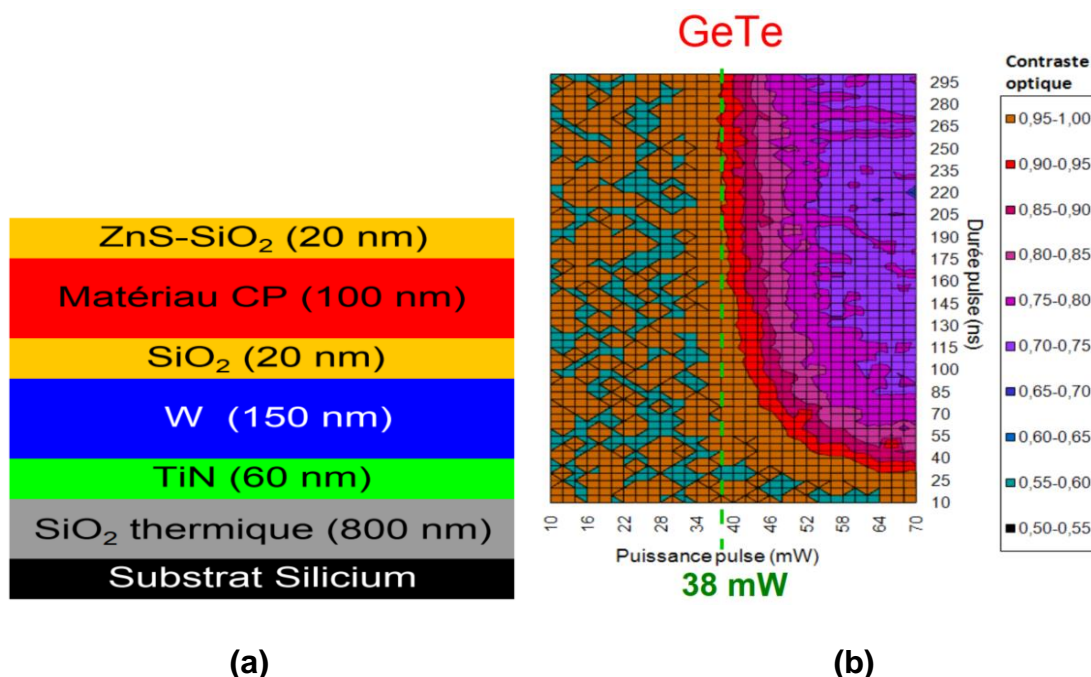 ZnS-SiO₂ (20 nm)
Matériau CP (100 nm)
SiO₂ (20 nm)
W (150 nm)
TiN (60 nm)
SiO₂ thermique (800 nm)
Substrat Silicium
(a)
GeTe
295
280
265
250
235
220
205
190
175
160
145
130
115
100
85
70
55
40
25
10
Durée pulse (ns)
10 16 22 28 34 40 46 52 58 64 70
Puissance pulse (mW)
38 mW
Contraste
optique
0,95-1,00
0,90-0,95
0,85-0,90
0,80-0,85
0,75-0,80
0,70-0,75
0,65-0,70
0,60-0,65
0,55-0,60
0,50-0,55
(b)